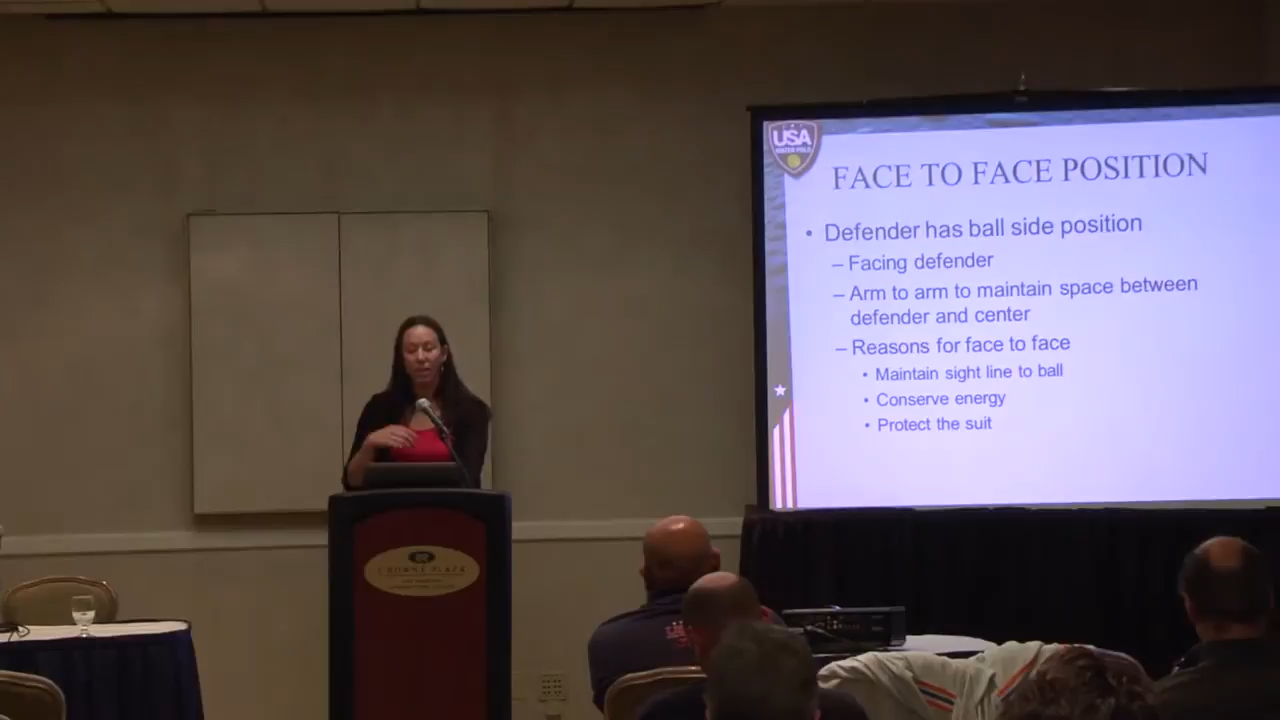 USA
WATER POLO
FACE TO FACE POSITION
• Defender has ball side position
– Facing defender
– Arm to arm to maintain space between
defender and center
– Reasons for face to face
• Maintain sight line to ball
• Conserve energy
• Protect the suit
CROWNE PLAZA